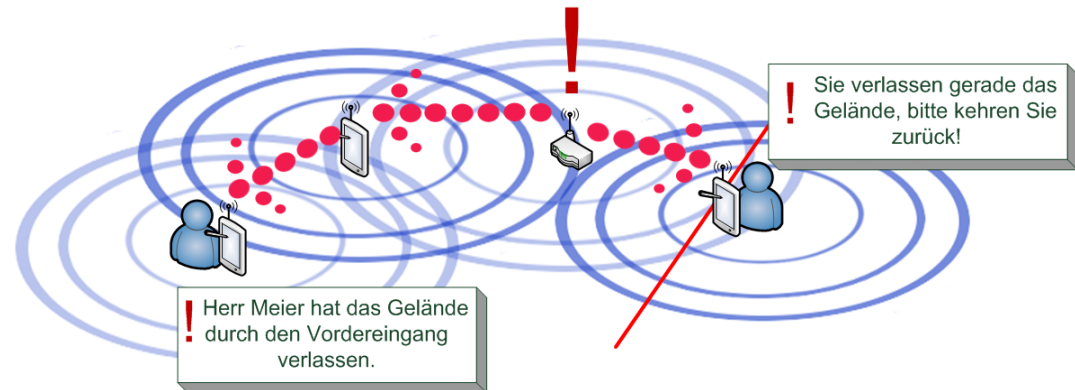 ! Sie verlassen gerade das
Gelände, bitte kehren Sie
zurück!
! Herr Meier hat das Gelände
durch den Vordereingang
verlassen.
!